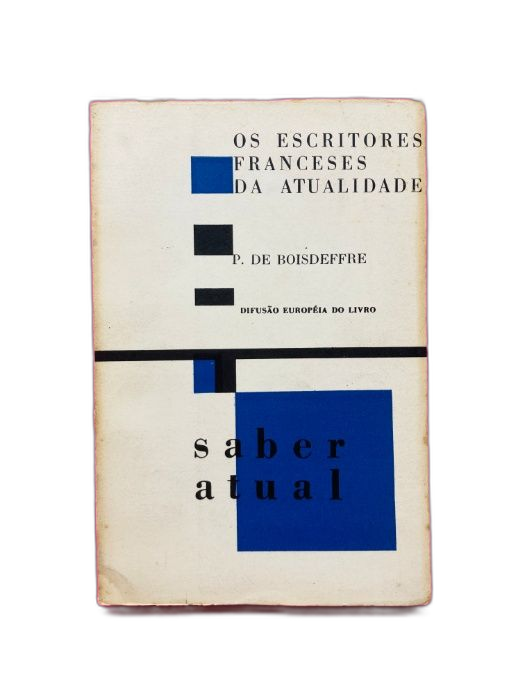 OS ESCRITORES
FRANCESES
DA ATUALIDADE
P. DE BOISDEFFRE
DIFUSÃO EUROPÉIA DO LIVRO
saber
atual